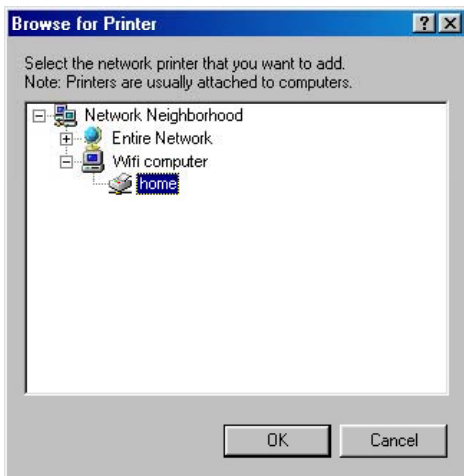 Browse for Printer
Select the network printer that you want to add.
Note: Printers are usually attached to computers.
Network Neighborhood
Entire Network
Wifi computer
home
OK
Cancel